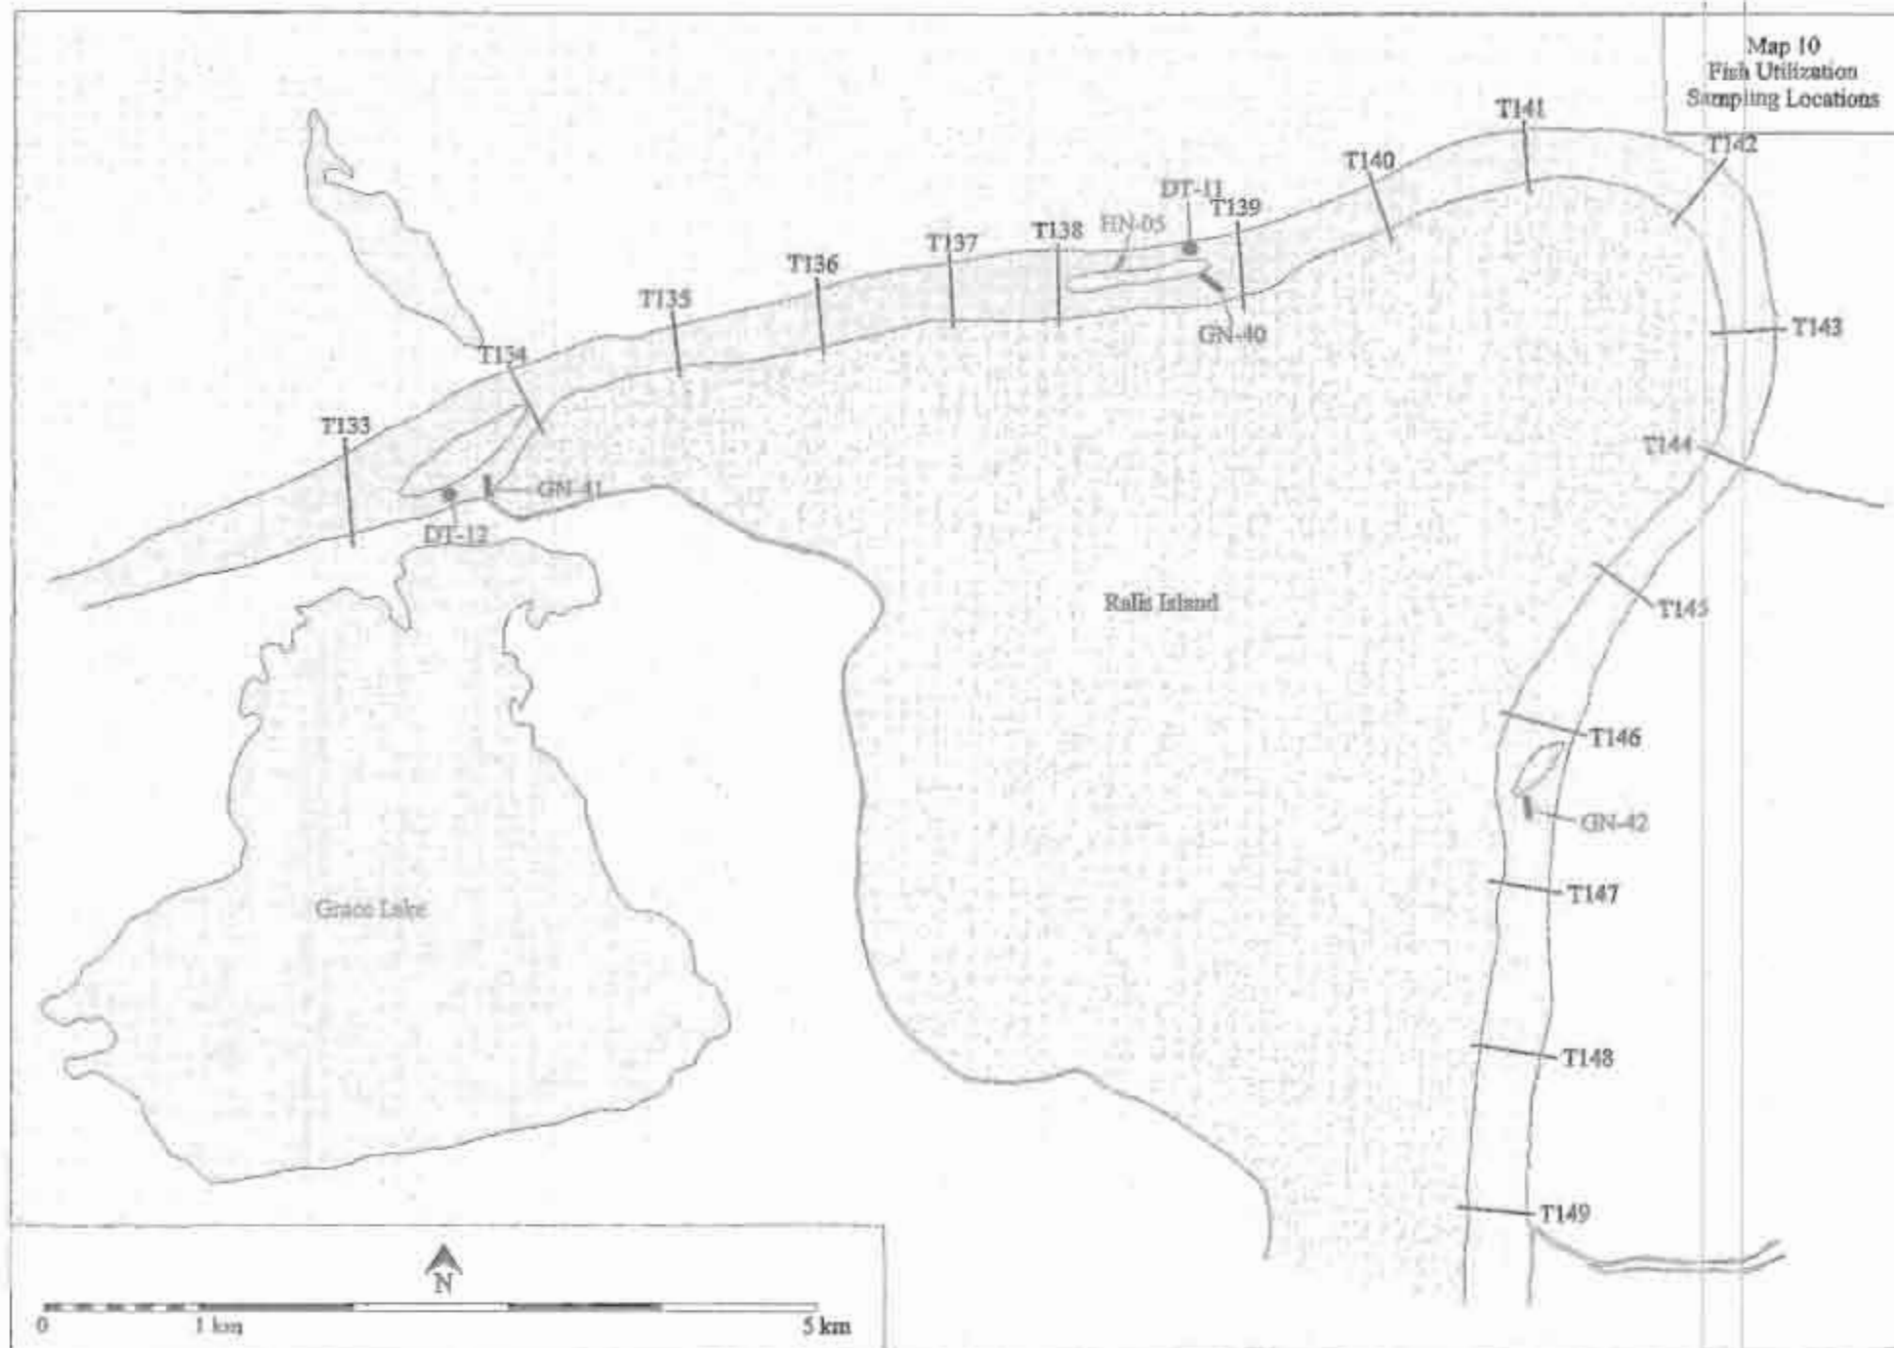 Map 10
Fish Utilization
Sampling Locations
T141
T142
T140
DT-11
T139
HN-05
T138
T137
T136
T135
T143
GN-40
T134
T133
T144
GN-41
DT-12
Ralls Island
T145
T146
GN-42
T147
Grace Lake
T148
T149
N
0
1 km
5 km